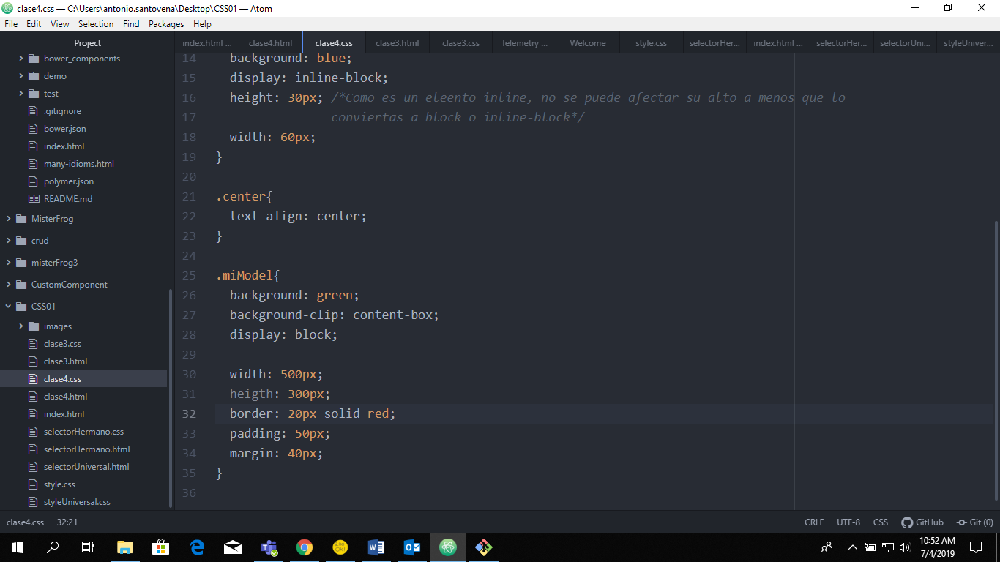 clase4.css — C:\Users\antonio.santovena\Desktop\CSS01 — Atom
File Edit View Selection Find Packages Help
Project
index.html ... clase4.html clase4.css clase3.html clase3.css Telemetry ... Welcome style.css selectorHer... index.html ... selectorHer... selectorUni... styleUniver...
bower_components
demo
test
.gitignore
bower.json
index.html
many-idioms.html
polymer.json
README.md
MisterFrog
crud
misterFrog3
CustomComponent
CSS01
images
clase3.css
clase3.html
clase4.css
clase4.html
index.html
selectorHermano.css
selectorHermano.html
selectorUniversal.html
style.css
styleUniversal.css
14 background: blue;
15 display: inline-block;
16 height: 30px; /*Como es un eleento inline, no se puede afectar su alto a menos que lo
17 conviertas a block o inline-block*/
18 width: 60px;
19 }
20
21 .center{
22 text-align: center;
23 }
24
25 .miModel{
26 background: green;
27 background-clip: content-box;
28 display: block;
29
30 width: 500px;
31 heigth: 300px;
32 border: 20px solid red;
33 padding: 50px;
34 margin: 40px;
35 }
36
clase4.css 32:21 CRLF UTF-8 CSS GitHub Git (0)
10:52 AM
7/4/2019